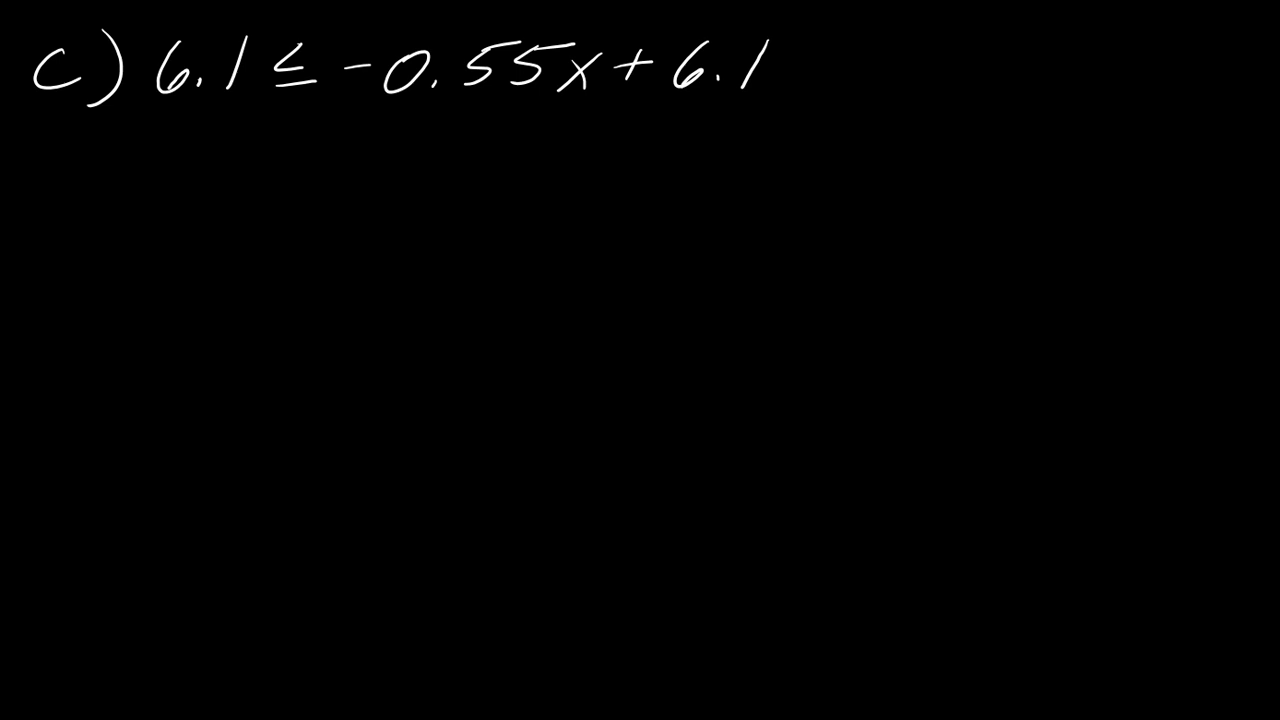 c) 6.1 ≤ -0.55x + 6.1